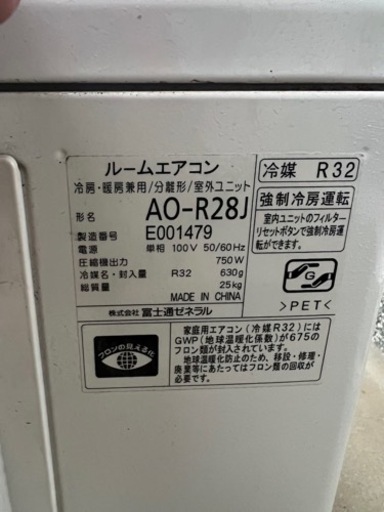 ルームエアコン
冷房・暖房兼用/分離形/室外ユニット
形名 AO-R28J
製造番号 E001479
電源 単相 100V 50/60Hz
圧縮機出力 750W
冷媒名・封入量 R32 630g
総質量 25kg
MADE IN CHINA
株式会社 富士通ゼネラル
冷媒 R32
強制冷房運転
室内ユニットのフィルター
リセットボタンで強制冷房運
転ができます。
G
>PET<
フロンの見える化
家庭用エアコン（冷媒R32）には
GWP（地球温暖化係数）が675の
フロン類が封入されています。
地球温暖化防止のため、移設・修理・
廃棄等にあたってはフロン類の回収が
必要です。